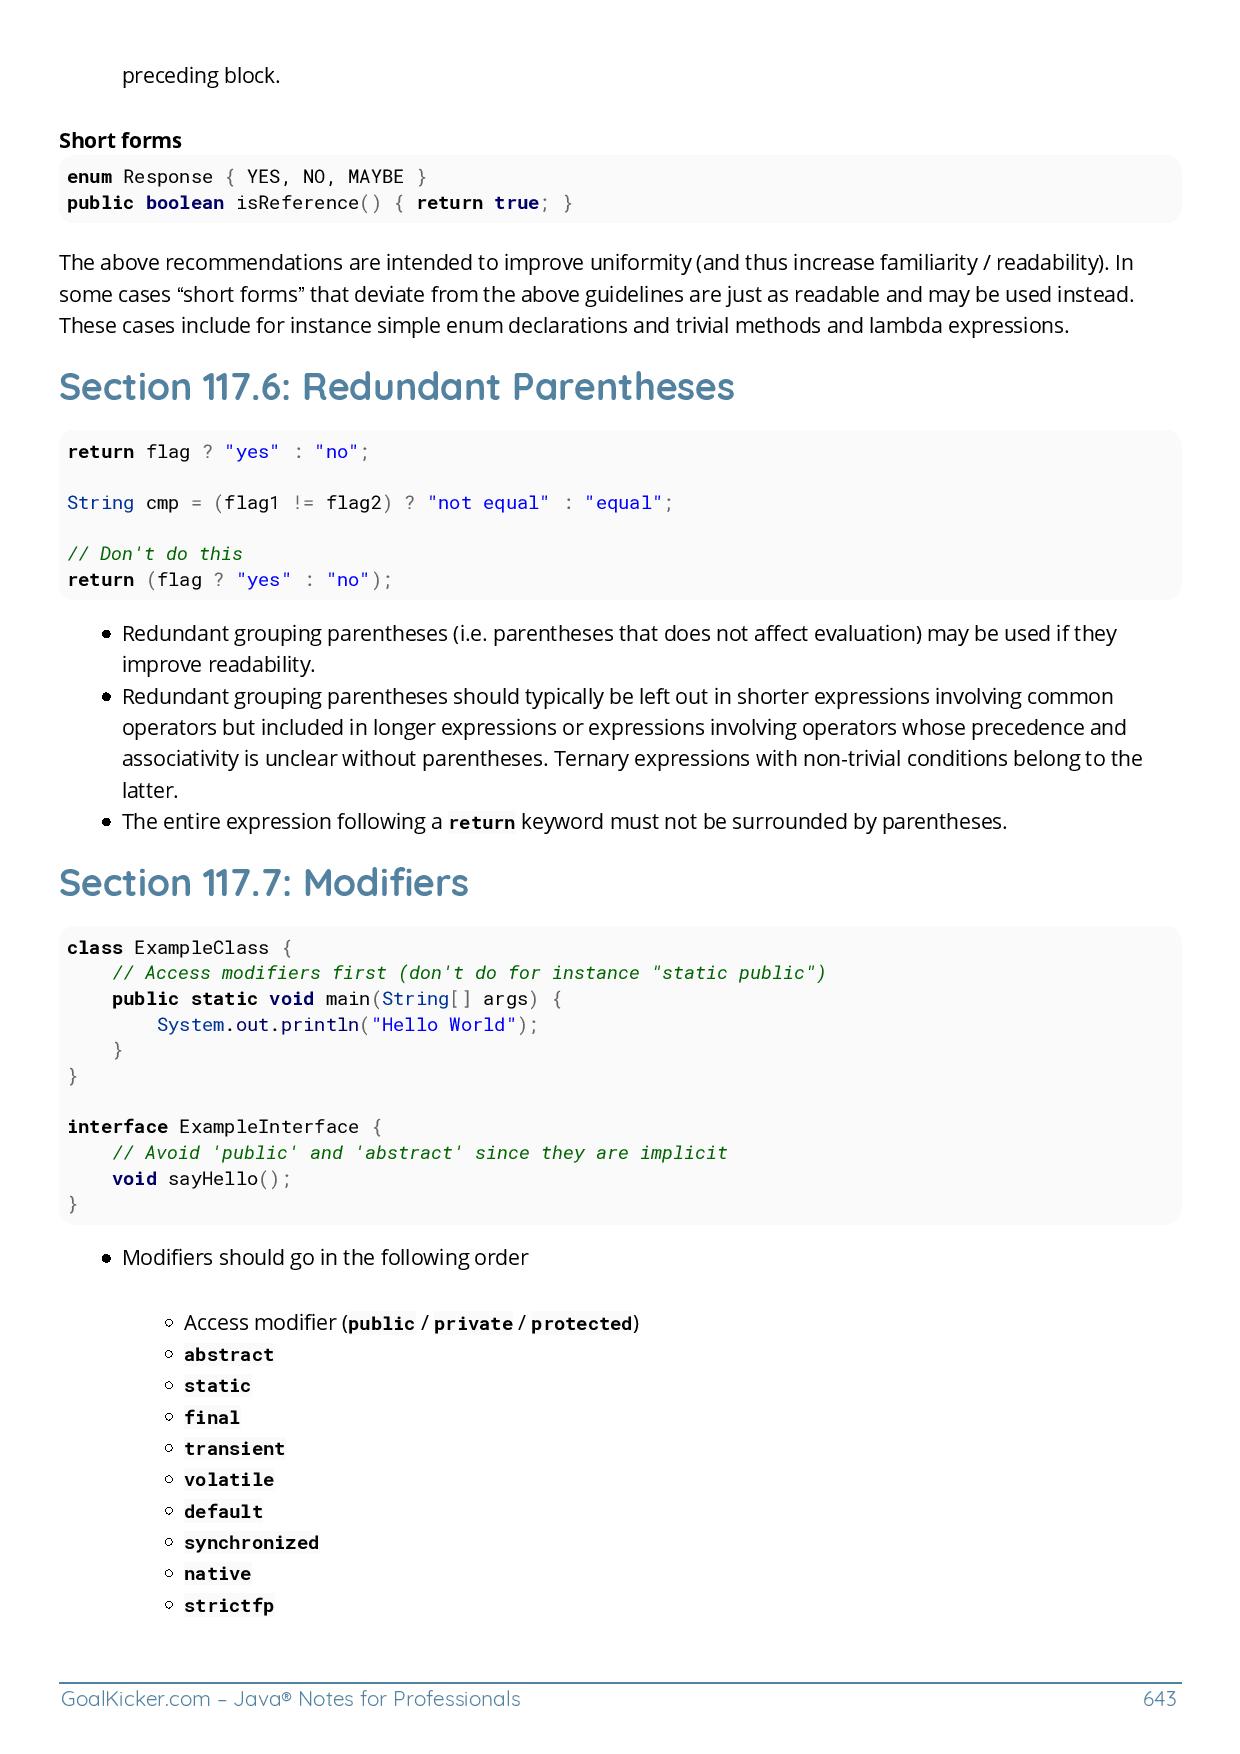 preceding block.
Short forms
enum Response { YES, NO, MAYBE }
public boolean isReference() { return true; }
The above recommendations are intended to improve uniformity (and thus increase familiarity / readability). In
some cases “short forms” that deviate from the above guidelines are just as readable and may be used instead.
These cases include for instance simple enum declarations and trivial methods and lambda expressions.
Section 117.6: Redundant Parentheses
return flag ? "yes" : "no";
String cmp = (flag1 != flag2) ? "not equal" : "equal";
// Don't do this
return (flag ? "yes" : "no");
• Redundant grouping parentheses (i.e. parentheses that does not affect evaluation) may be used if they
improve readability.
• Redundant grouping parentheses should typically be left out in shorter expressions involving common
operators but included in longer expressions or expressions involving operators whose precedence and
associativity is unclear without parentheses. Ternary expressions with non-trivial conditions belong to the
latter.
• The entire expression following a return keyword must not be surrounded by parentheses.
Section 117.7: Modifiers
class ExampleClass {
    // Access modifiers first (don't do for instance "static public")
    public static void main(String[] args) {
        System.out.println("Hello World");
    }
}
interface ExampleInterface {
    // Avoid 'public' and 'abstract' since they are implicit
    void sayHello();
}
• Modifiers should go in the following order
○ Access modifier (public / private / protected)
○ abstract
○ static
○ final
○ transient
○ volatile
○ default
○ synchronized
○ native
○ strictfp
GoalKicker.com – Java® Notes for Professionals 643